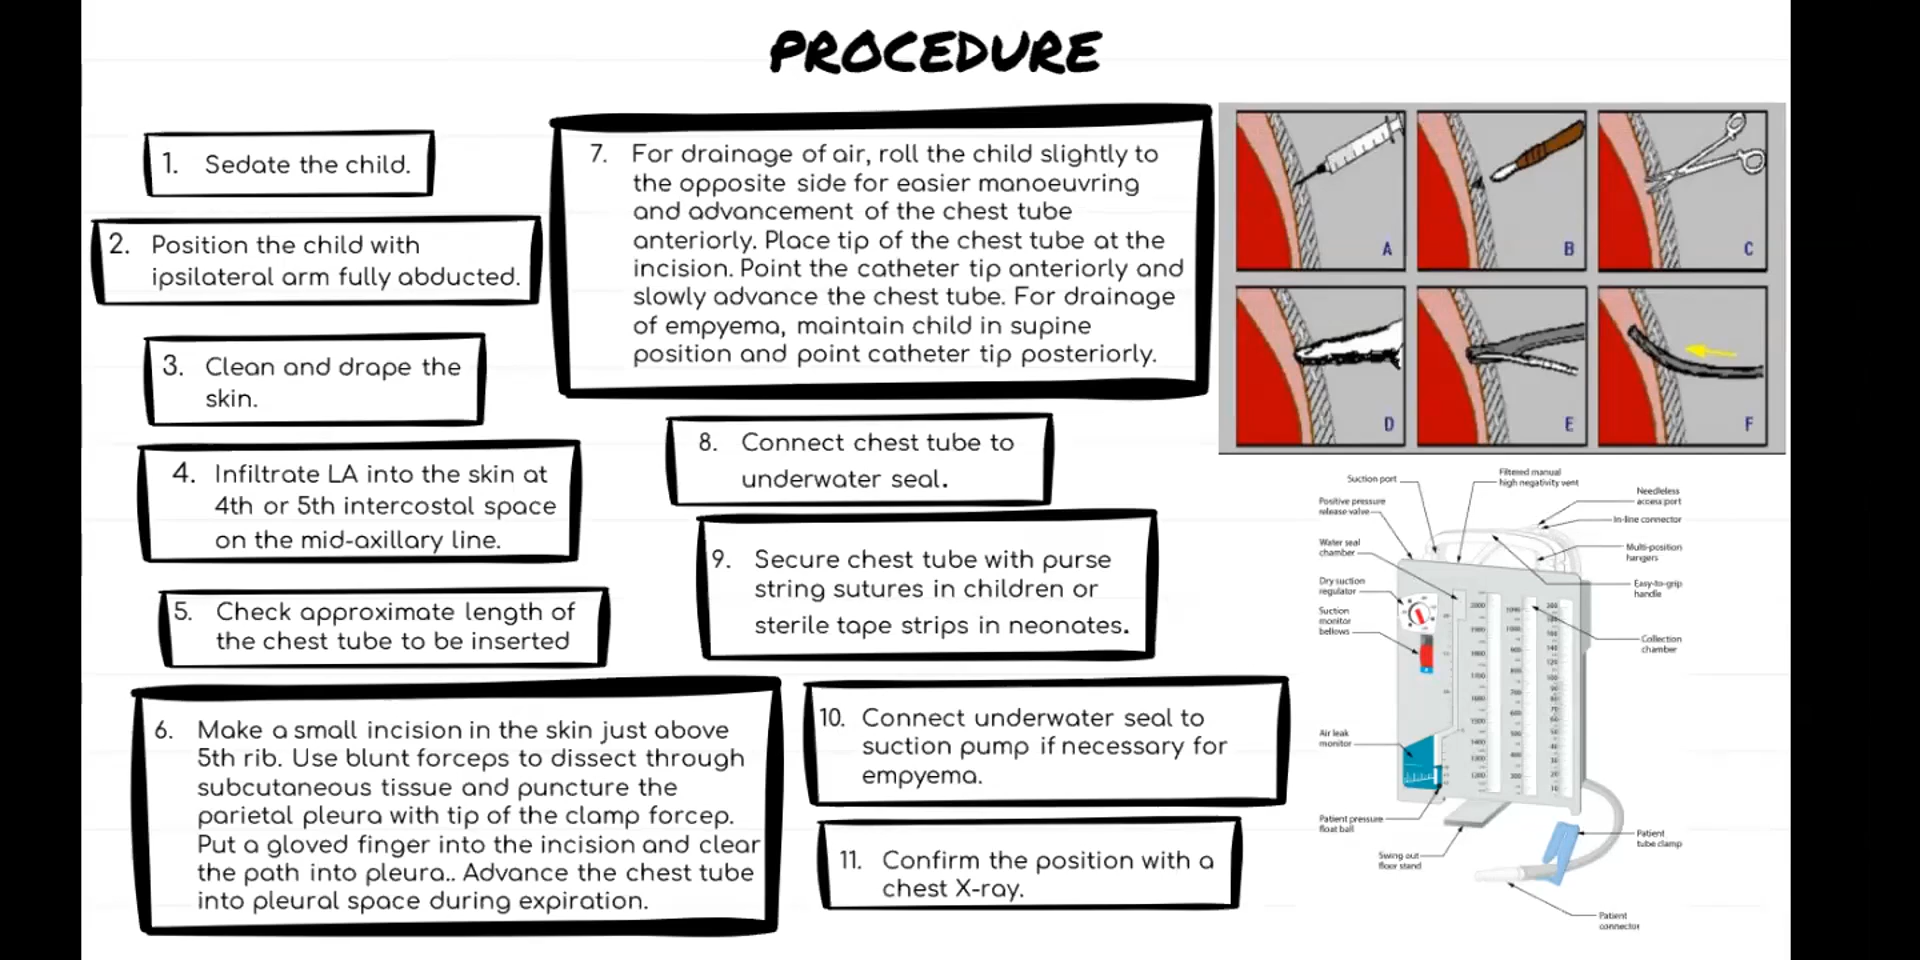 PROCEDURE
1. Sedate the child.
2. Position the child with
ipsilateral arm fully abducted.
3. Clean and drape the
skin.
4. Infiltrate LA into the skin at
4th or 5th intercostal space
on the mid-axillary line.
5. Check approximate length of
the chest tube to be inserted
6. Make a small incision in the skin just above
5th rib. Use blunt forceps to dissect through
subcutaneous tissue and puncture the
parietal pleura with tip of the clamp forcep.
Put a gloved finger into the incision and clear
the path into pleura.. Advance the chest tube
into pleural space during expiration.
7. For drainage of air, roll the child slightly to
the opposite side for easier manoeuvring
and advancement of the chest tube
anteriorly. Place tip of the chest tube at the
incision. Point the catheter tip anteriorly and
slowly advance the chest tube. For drainage
of empyema, maintain child in supine
position and point catheter tip posteriorly.
8. Connect chest tube to
underwater seal.
9. Secure chest tube with purse
string sutures in children or
sterile tape strips in neonates.
10. Connect underwater seal to
suction pump if necessary for
empyema.
11. Confirm the position with a
chest X-ray.
A
B
C
D
E
F
Suction port
Filtered manual
high negativity vent
Needleless
access port
Positive pressure
release valve
In-line connector
Water seal
chamber
Multi-position
hangers
Dry suction
regulator
Easy-to-grip
handle
Suction
monitor
bellows
Collection
chamber
Air leak
monitor
Patient pressure
float ball
Patient
tube clamp
Swing out
floor stand
Patient
connector